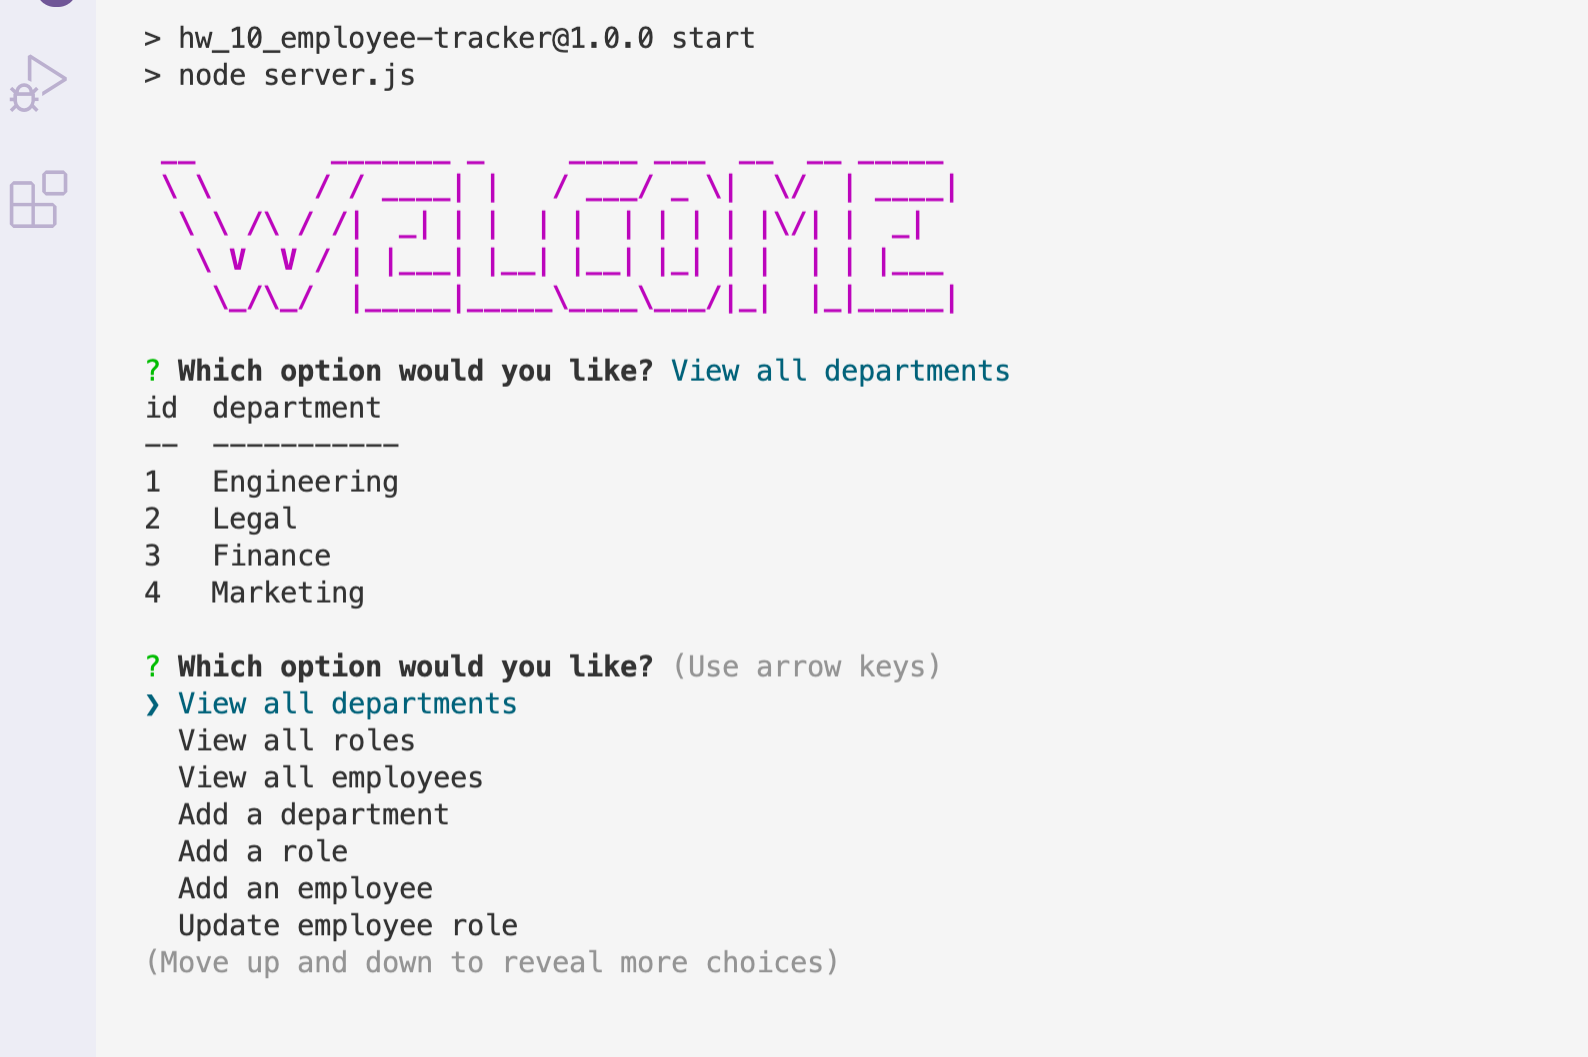 > hw_10_employee-tracker@1.0.0 start
> node server.js
WELCOME
? Which option would you like? View all departments
id  department
--  -----------
1   Engineering
2   Legal
3   Finance
4   Marketing
? Which option would you like? (Use arrow keys)
❯ View all departments
  View all roles
  View all employees
  Add a department
  Add a role
  Add an employee
  Update employee role
(Move up and down to reveal more choices)